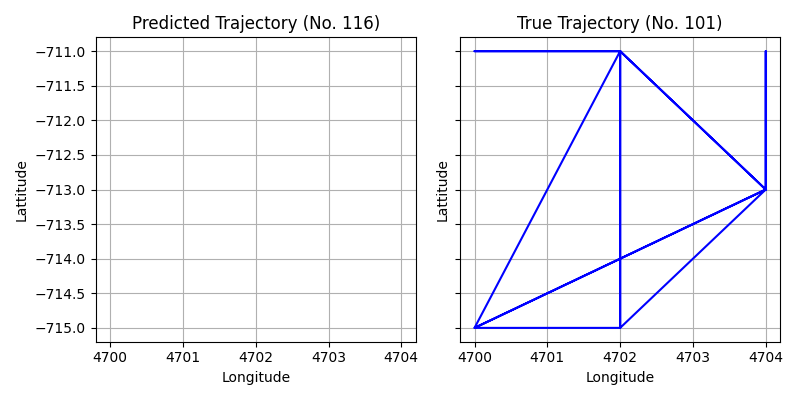 Predicted Trajectory (No. 116)
True Trajectory (No. 101)
−711.0
−711.5
−712.0
−712.5
−713.0
−713.5
−714.0
−714.5
−715.0
Lattitude
Lattitude
4700 4701 4702 4703 4704
4700 4701 4702 4703 4704
Longitude
Longitude